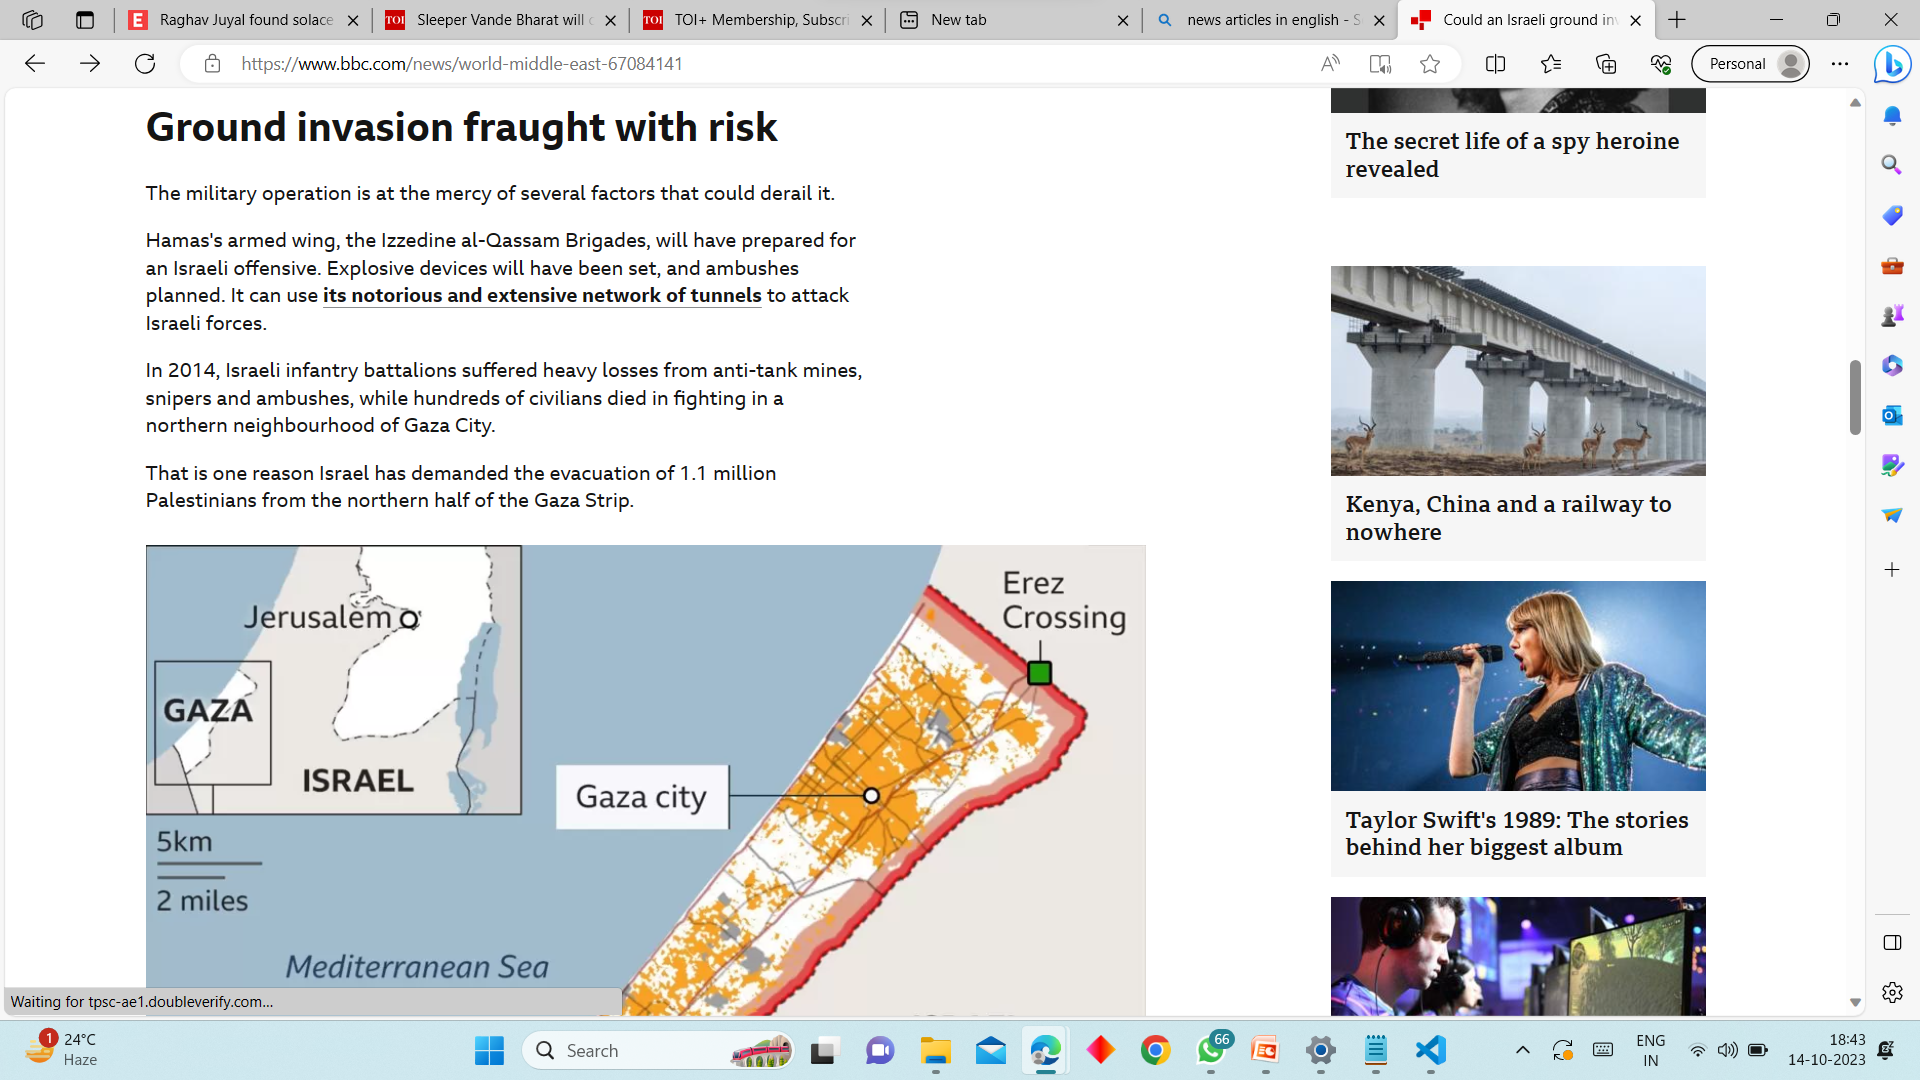 Raghav Juyal found solace
Sleeper Vande Bharat will
TOI
TOI+ Membership, Subscri
TOI
New tab
news articles in english - S
Could an Israeli ground in
https://www.bbc.com/news/world-middle-east-67084141
Personal
Ground invasion fraught with risk
The military operation is at the mercy of several factors that could derail it.
Hamas's armed wing, the Izzedine al-Qassam Brigades, will have prepared for
an Israeli offensive. Explosive devices will have been set, and ambushes
planned. It can use its notorious and extensive network of tunnels to attack
Israeli forces.
In 2014, Israeli infantry battalions suffered heavy losses from anti-tank mines,
snipers and ambushes, while hundreds of civilians died in fighting in a
northern neighbourhood of Gaza City.
That is one reason Israel has demanded the evacuation of 1.1 million
Palestinians from the northern half of the Gaza Strip.
Jerusalem
GAZA
ISRAEL
5km
2 miles
Erez
Crossing
Gaza city
Mediterranean Sea
The secret life of a spy heroine
revealed
Kenya, China and a railway to
nowhere
Taylor Swift's 1989: The stories
behind her biggest album
Waiting for tpsc-ae1.doubleverify.com...
1
24°C
Haze
Search
66
ENG
IN
18:43
14-10-2023